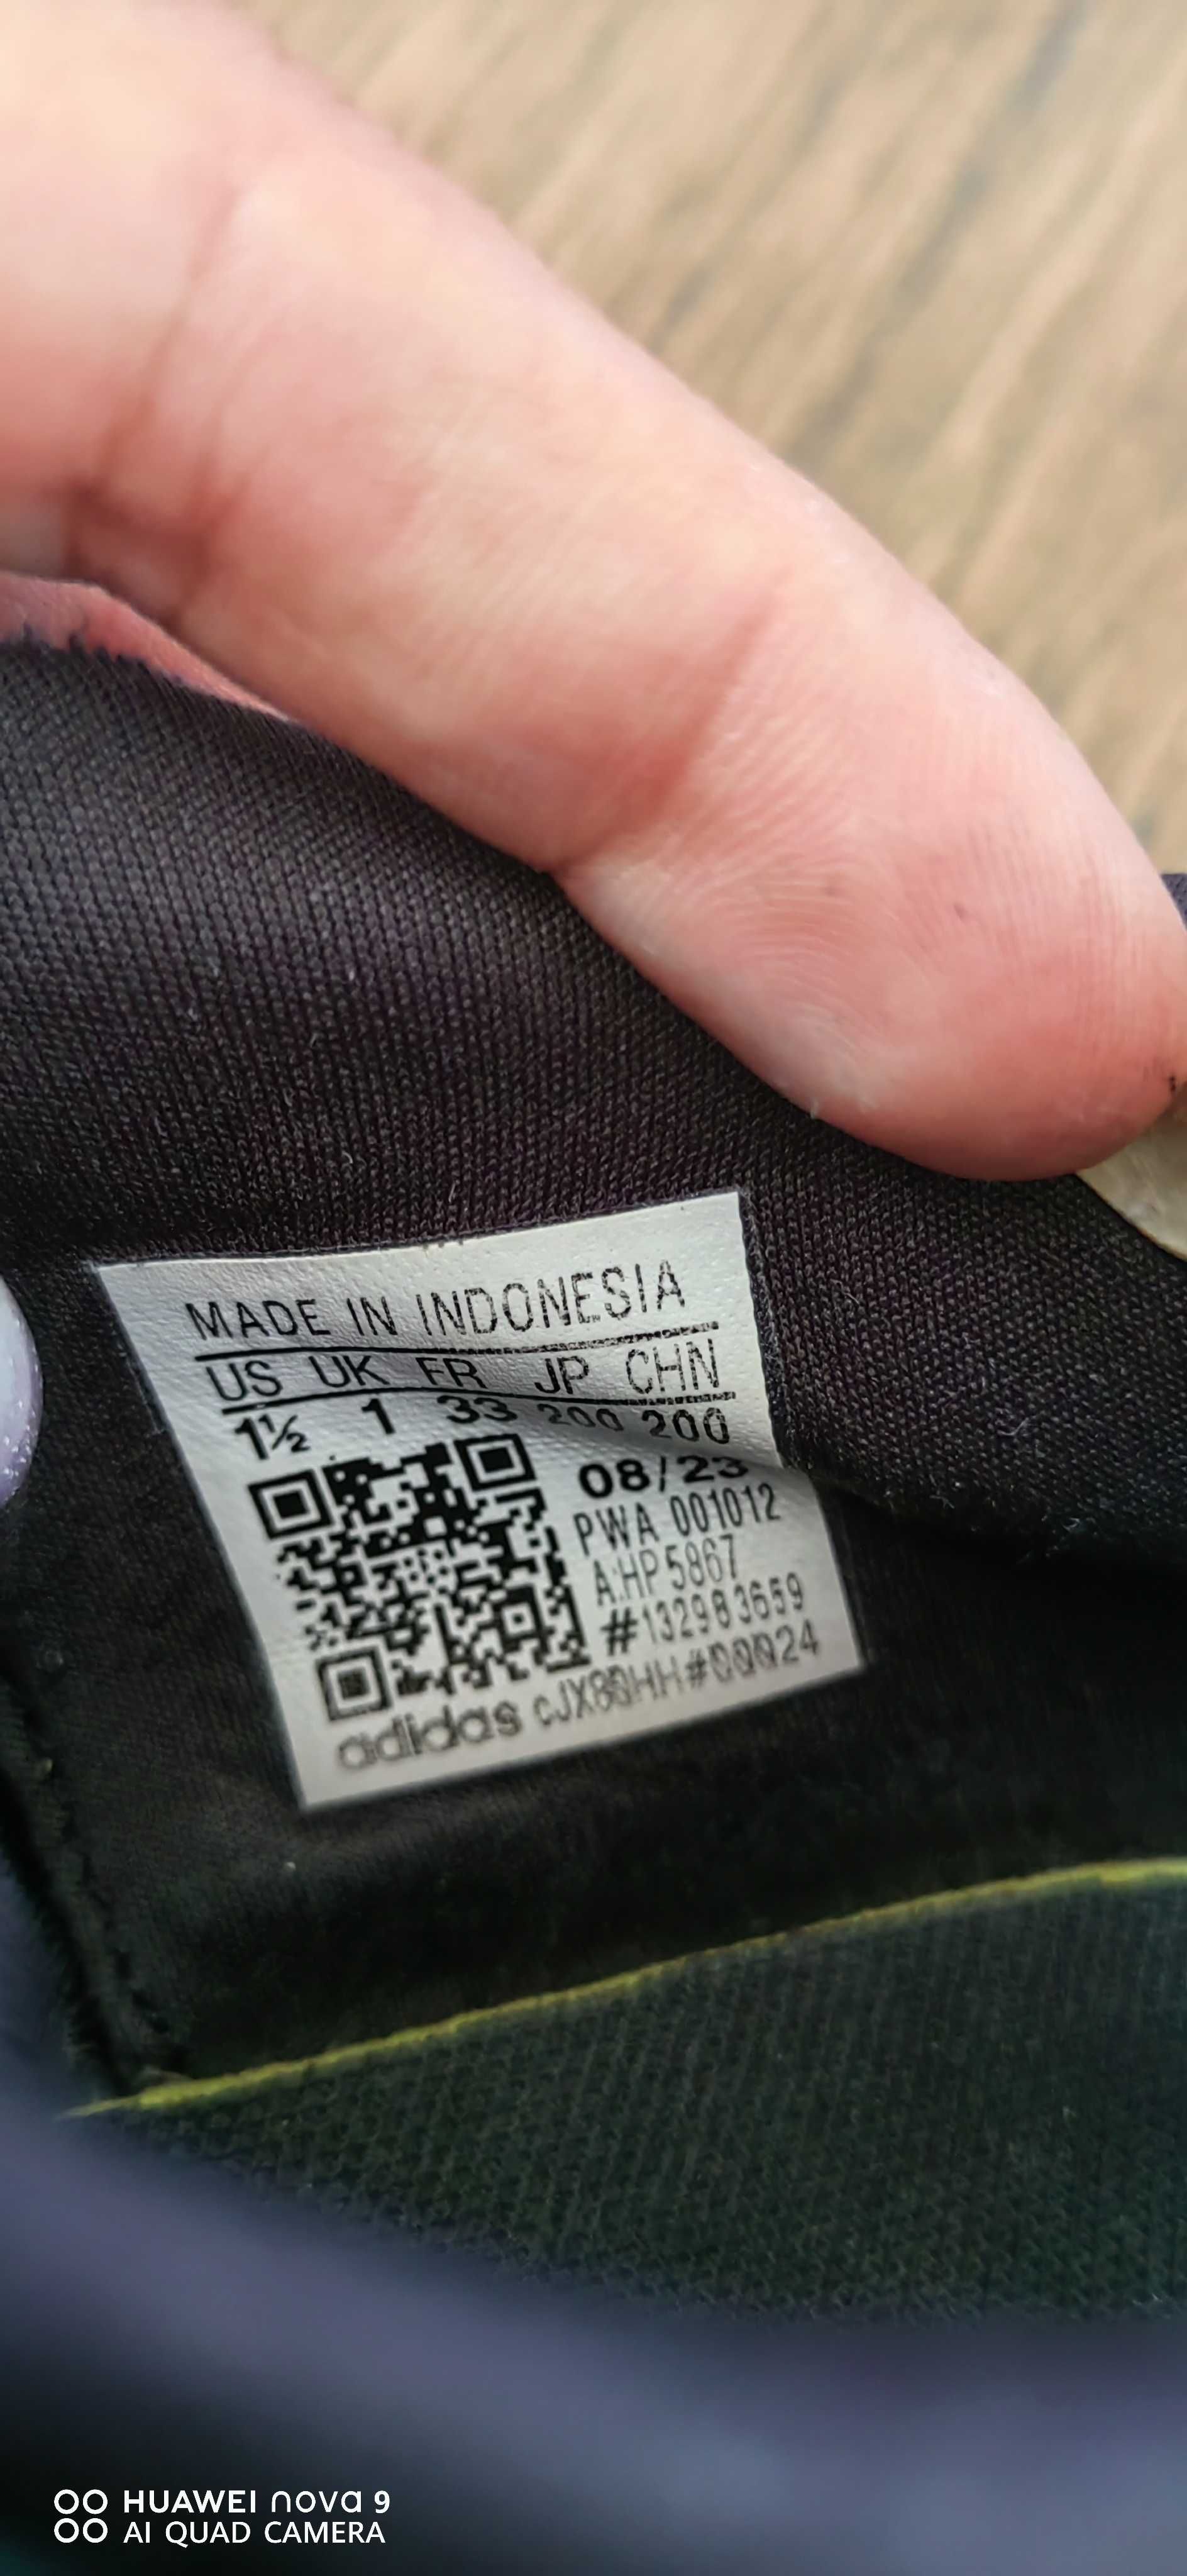 MADE IN INDONESIA
US UK FR JP CHN
1½ 1 33 200 200
08/23
PWA 001012
A:HP5867
#132983659
adidas cJX80HH#00024
HUAWEI nova 9
AI QUAD CAMERA